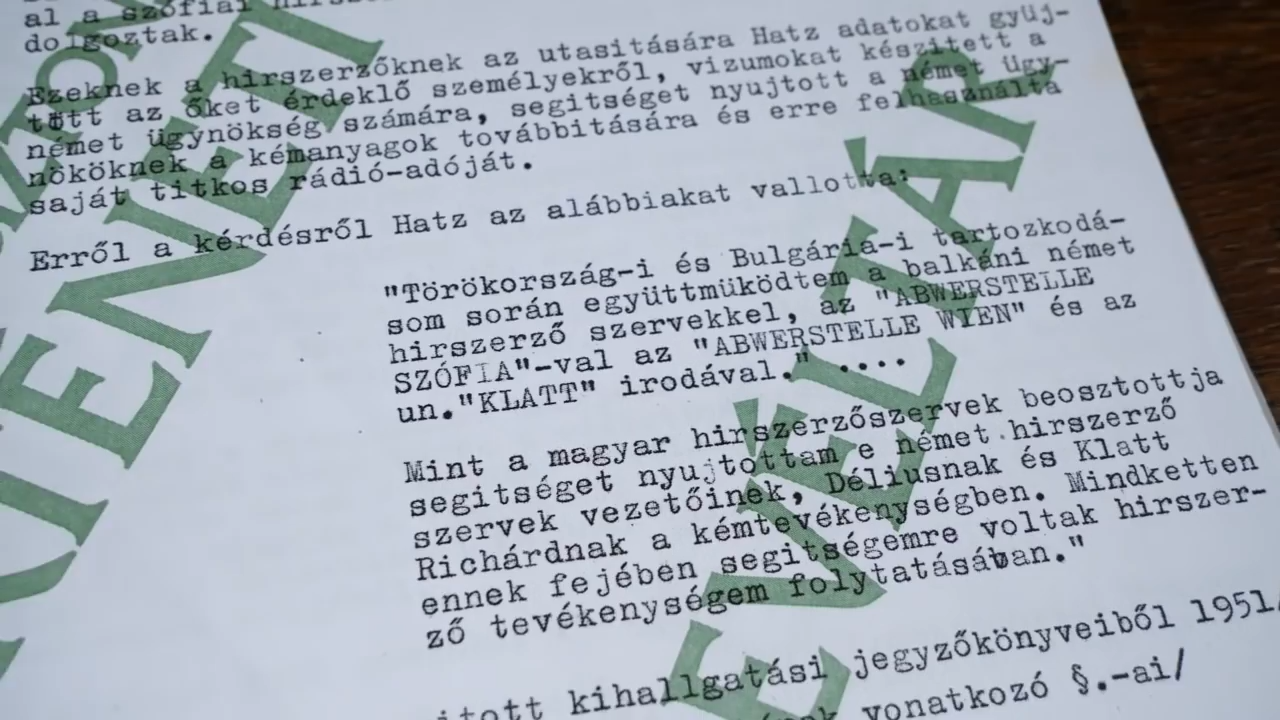 al a szófiai
dolgoztak.
Ezeknek a hirszerzőknek az utasitására Hatz adatokat gyüj-
tött az őket érdeklő személyekről, vizumokat készitett a
német ügynökség számára, segitséget nyujtott a német ügy-
nököknek a kémanyagok továbbitására és erre felhasználta
saját titkos rádió-adóját.
Erről a kérdésről Hatz az alábbiakat vallotta:
"Törökország-i és Bulgária-i tartozkodá-
som során együttmüködtem a balkáni német
hirszerző szervekkel, az "ABWERSTELLE
SZÓFIA"-val az "ABWERSTELLE WIEN" és az
un."KLATT" irodával." ....
Mint a magyar hirszerzőszervek beosztottja
segitséget nyujtottam e német hirszerző
szervek vezetőinek, Déliusnak és Klatt
Richárdnak a kémtevékenységben. Mindketten
ennek fejében segitségemre voltak hirszer-
ző tevékenységem folytatásában."
kihallgatási jegyzőkönyveiből 1951.
vonatkozó §.-ai/